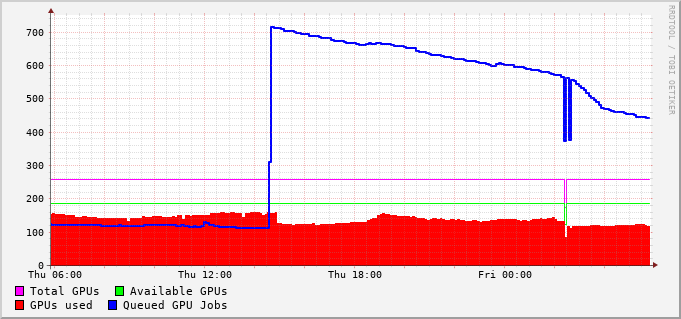 700
600
500
400
300
200
100
0
Thu 06:00 Thu 12:00 Thu 18:00 Fri 00:00
Total GPUs Available GPUs
GPUs used Queued GPU Jobs
RRDTOOL / TOBI OETIKER